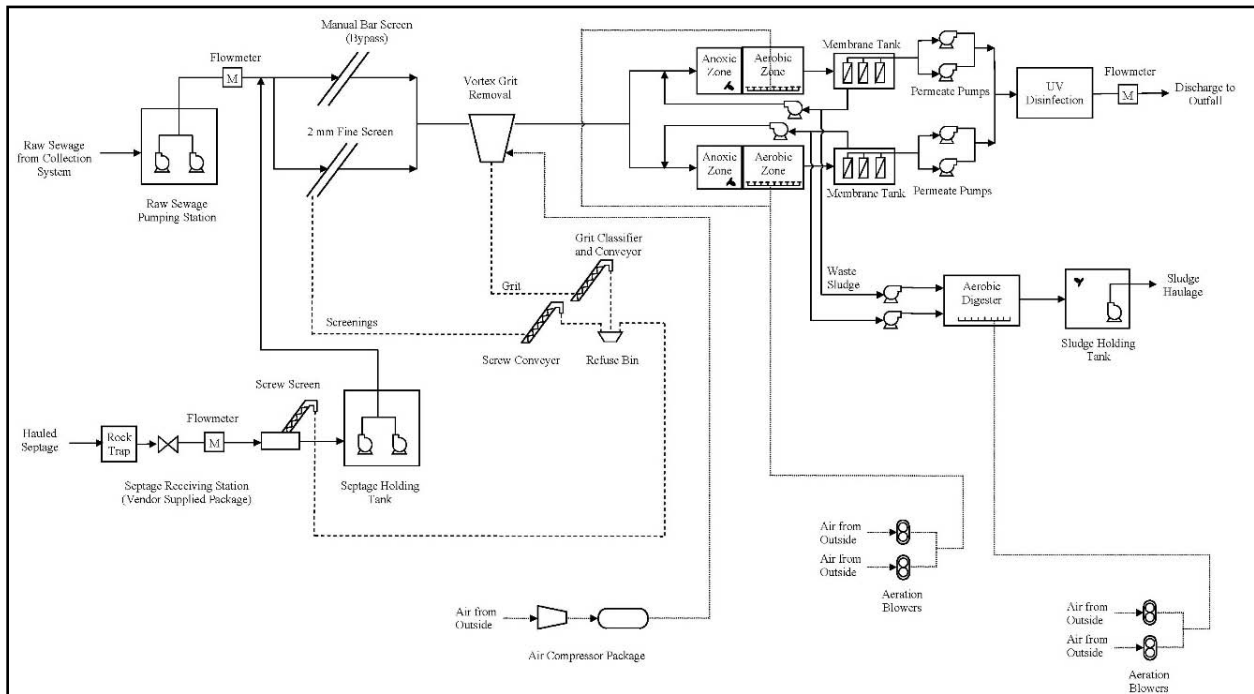 Manual Bar Screen
(Bypass)
Flowmeter
M
Raw Sewage
from Collection
System
Raw Sewage
Pumping Station
2 mm Fine Screen
Vortex Grit
Removal
Anoxic
Zone
Aerobic
Zone
Membrane Tank
Permeate Pumps
UV
Disinfection
Flowmeter
M
Discharge to
Outfall
Anoxic
Zone
Aerobic
Zone
Membrane Tank
Permeate Pumps
Grit Classifier
and Conveyor
Grit
Screenings
Screw Conveyer
Refuse Bin
Waste
Sludge
Aerobic
Digester
Sludge
Haulage
Sludge Holding
Tank
Screw Screen
Hauled
Septage
Rock
Trap
Flowmeter
M
Septage Receiving Station
(Vendor Supplied Package)
Septage Holding
Tank
Air from
Outside
Air from
Outside
Aeration
Blowers
Air from
Outside
Air Compressor Package
Air from
Outside
Air from
Outside
Aeration
Blowers